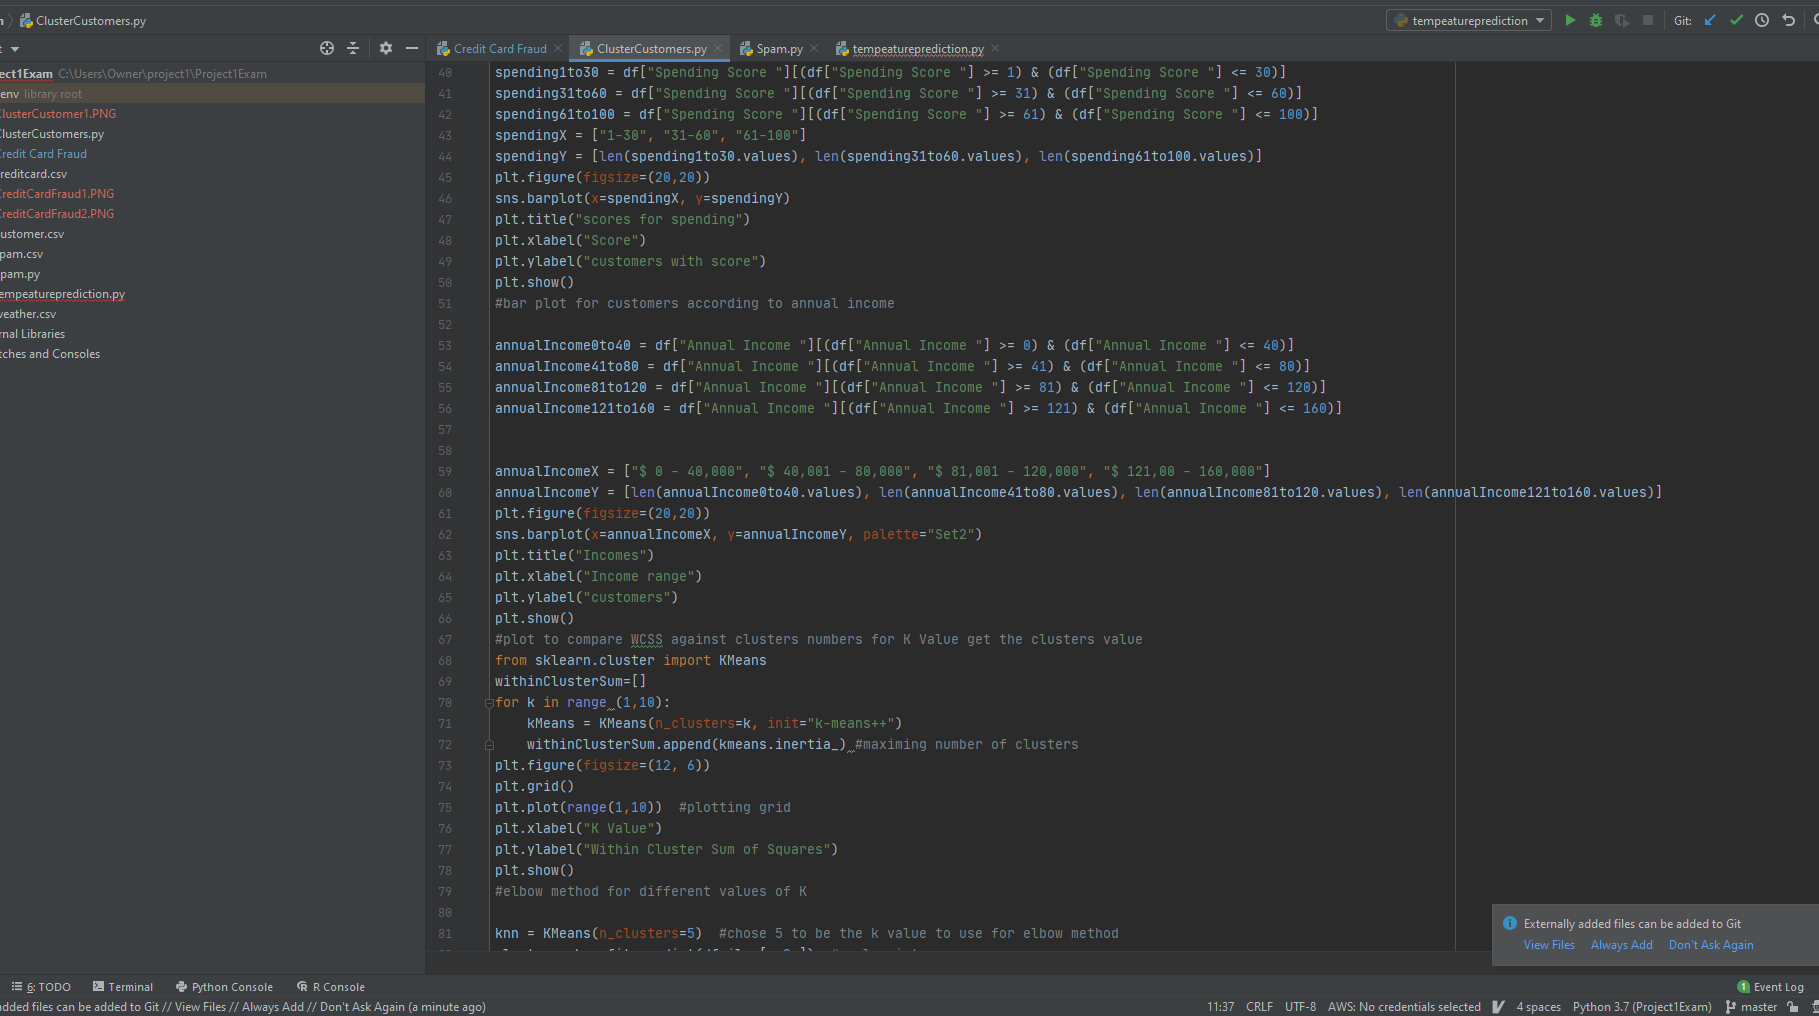 ClusterCustomers.py
tempeatureprediction
Git:
Credit Card Fraud
ClusterCustomers.py
Spam.py
tempeatureprediction.py
ect1Exam C:\Users\Owner\project1\Project1Exam
env library root
ClusterCustomer1.PNG
ClusterCustomers.py
Credit Card Fraud
creditcard.csv
CreditCardFraud1.PNG
CreditCardFraud2.PNG
ustomer.csv
pam.csv
pam.py
empeatureprediction.py
weather.csv
rnal Libraries
tches and Consoles
40 spending1to30 = df["Spending Score "][(df["Spending Score "] >= 1) & (df["Spending Score "] <= 30)]
41 spending31to60 = df["Spending Score "][(df["Spending Score "] >= 31) & (df["Spending Score "] <= 60)]
42 spending61to100 = df["Spending Score "][(df["Spending Score "] >= 61) & (df["Spending Score "] <= 100)]
43 spendingX = ["1-30", "31-60", "61-100"]
44 spendingY = [len(spending1to30.values), len(spending31to60.values), len(spending61to100.values)]
45 plt.figure(figsize=(20,20))
46 sns.barplot(x=spendingX, y=spendingY)
47 plt.title("scores for spending")
48 plt.xlabel("Score")
49 plt.ylabel("customers with score")
50 plt.show()
51 #bar plot for customers according to annual income
52
53 annualIncome0to40 = df["Annual Income "][(df["Annual Income "] >= 0) & (df["Annual Income "] <= 40)]
54 annualIncome41to80 = df["Annual Income "][(df["Annual Income "] >= 41) & (df["Annual Income "] <= 80)]
55 annualIncome81to120 = df["Annual Income "][(df["Annual Income "] >= 81) & (df["Annual Income "] <= 120)]
56 annualIncome121to160 = df["Annual Income "][(df["Annual Income "] >= 121) & (df["Annual Income "] <= 160)]
57
58
59 annualIncomeX = ["$ 0 - 40,000", "$ 40,001 - 80,000", "$ 81,001 - 120,000", "$ 121,00 - 160,000"]
60 annualIncomeY = [len(annualIncome0to40.values), len(annualIncome41to80.values), len(annualIncome81to120.values), len(annualIncome121to160.values)]
61 plt.figure(figsize=(20,20))
62 sns.barplot(x=annualIncomeX, y=annualIncomeY, palette="Set2")
63 plt.title("Incomes")
64 plt.xlabel("Income range")
65 plt.ylabel("customers")
66 plt.show()
67 #plot to compare WCSS against clusters numbers for K Value get the clusters value
68 from sklearn.cluster import KMeans
69 withinClusterSum=[]
70 for k in range (1,10):
71 kMeans = KMeans(n_clusters=k, init="k-means++")
72 withinClusterSum.append(kmeans.inertia_) #maximing number of clusters
73 plt.figure(figsize=(12, 6))
74 plt.grid()
75 plt.plot(range(1,10)) #plotting grid
76 plt.xlabel("K Value")
77 plt.ylabel("Within Cluster Sum of Squares")
78 plt.show()
79 #elbow method for different values of K
80
81 knn = KMeans(n_clusters=5) #chose 5 to be the k value to use for elbow method
Externally added files can be added to Git
View Files Always Add Don't Ask Again
6: TODO Terminal Python Console R Console
1 Event Log
added files can be added to Git // View Files // Always Add // Don't Ask Again (a minute ago)
11:37 CRLF UTF-8 AWS: No credentials selected 4 spaces Python 3.7 (Project1Exam) master